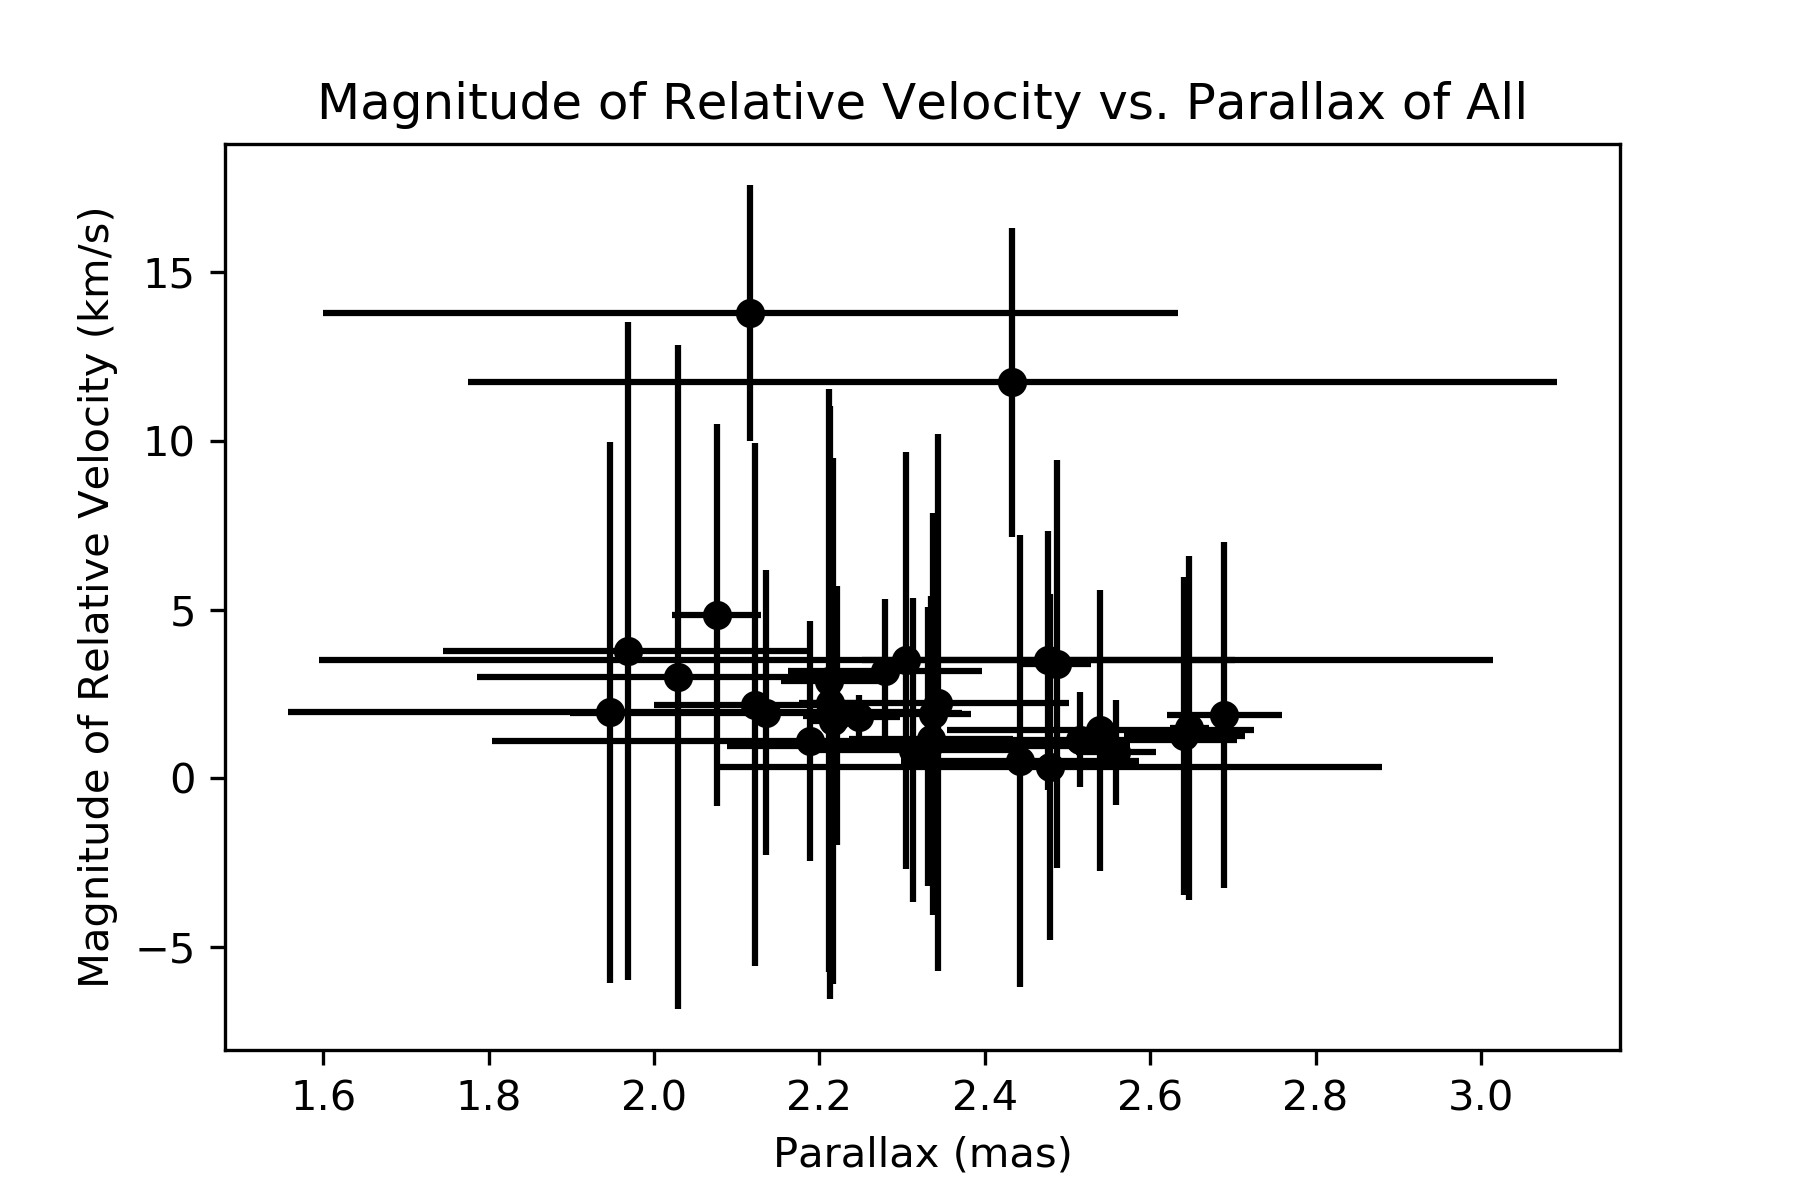 Magnitude of Relative Velocity vs. Parallax of All
Magnitude of Relative Velocity (km/s)
15
10
5
0
−5
1.6 1.8 2.0 2.2 2.4 2.6 2.8 3.0
Parallax (mas)